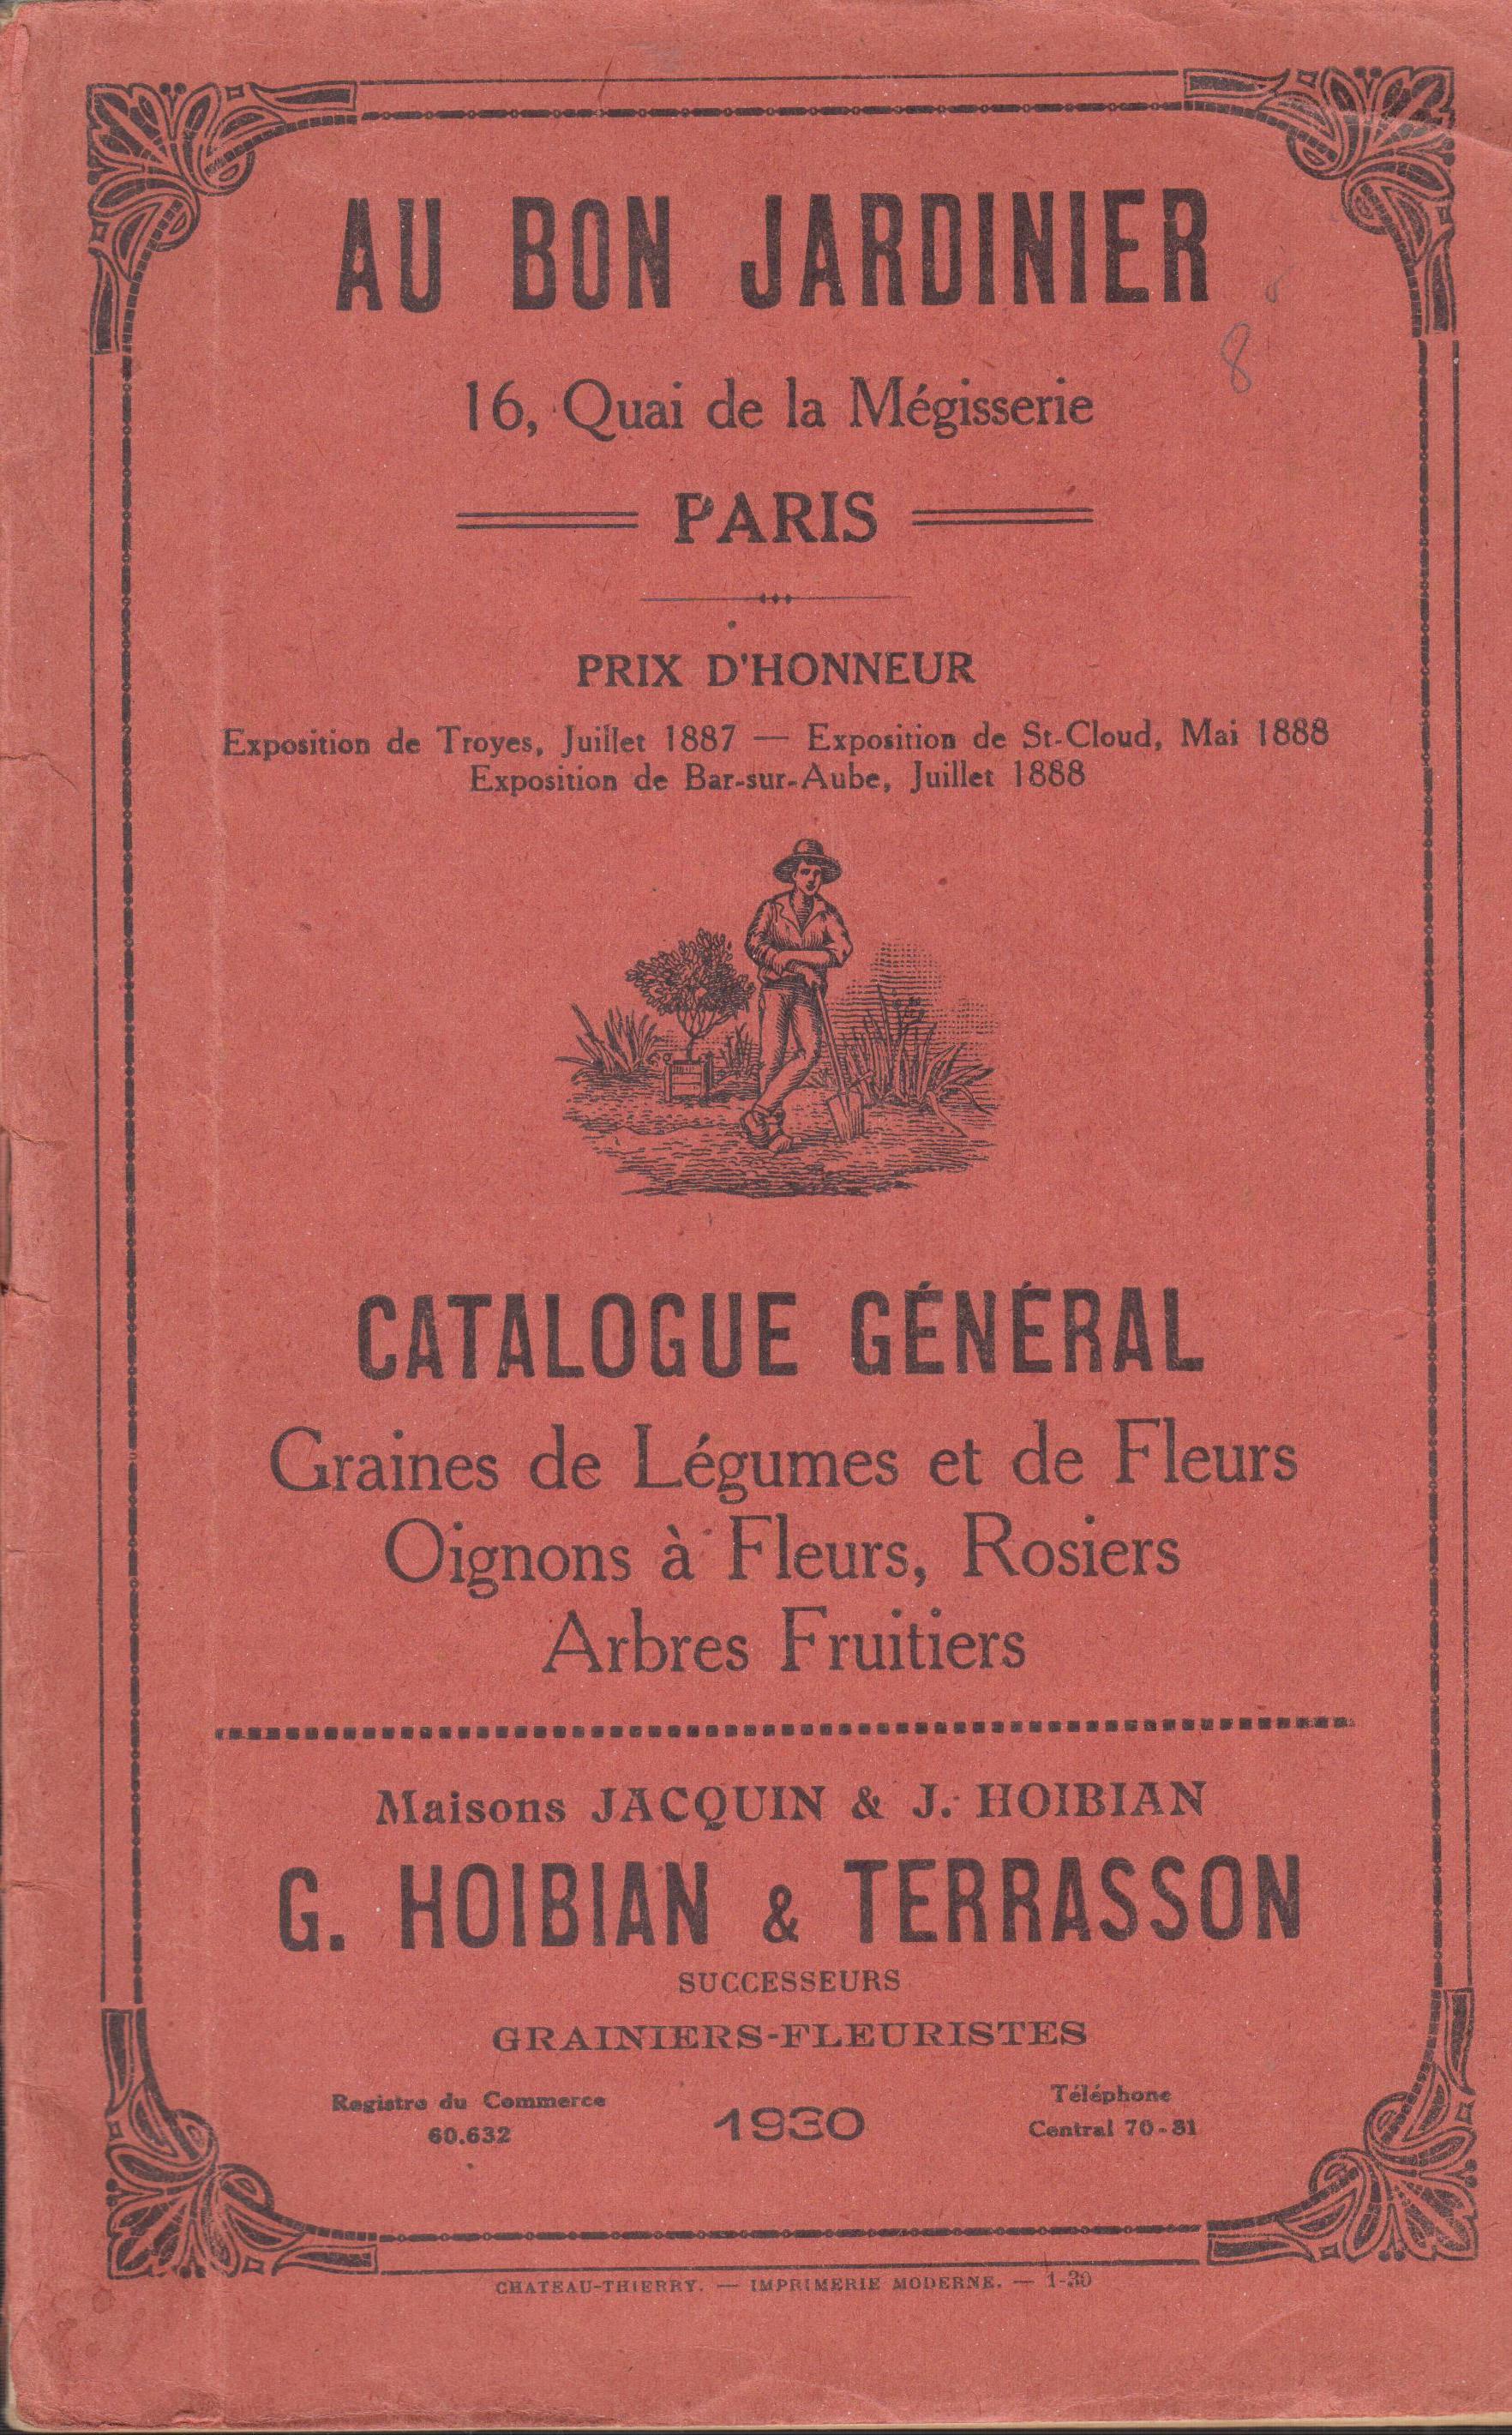 AU BON JARDINIER
8
16, Quai de la Mégisserie
PARIS
PRIX D'HONNEUR
Exposition de Troyes, Juillet 1887 — Exposition de St-Cloud, Mai 1888
Exposition de Bar-sur-Aube, Juillet 1888
CATALOGUE GÉNÉRAL
Graines de Légumes et de Fleurs
Oignons à Fleurs, Rosiers
Arbres Fruitiers
Maisons JACQUIN & J. HOIBIAN
G. HOIBIAN & TERRASSON
SUCCESSEURS
GRAINIERS-FLEURISTES
Registre du Commerce
60.632
1930
Téléphone
Central 70-81
CHATEAU-THIERRY. — IMPRIMERIE MODERNE. — 1-30